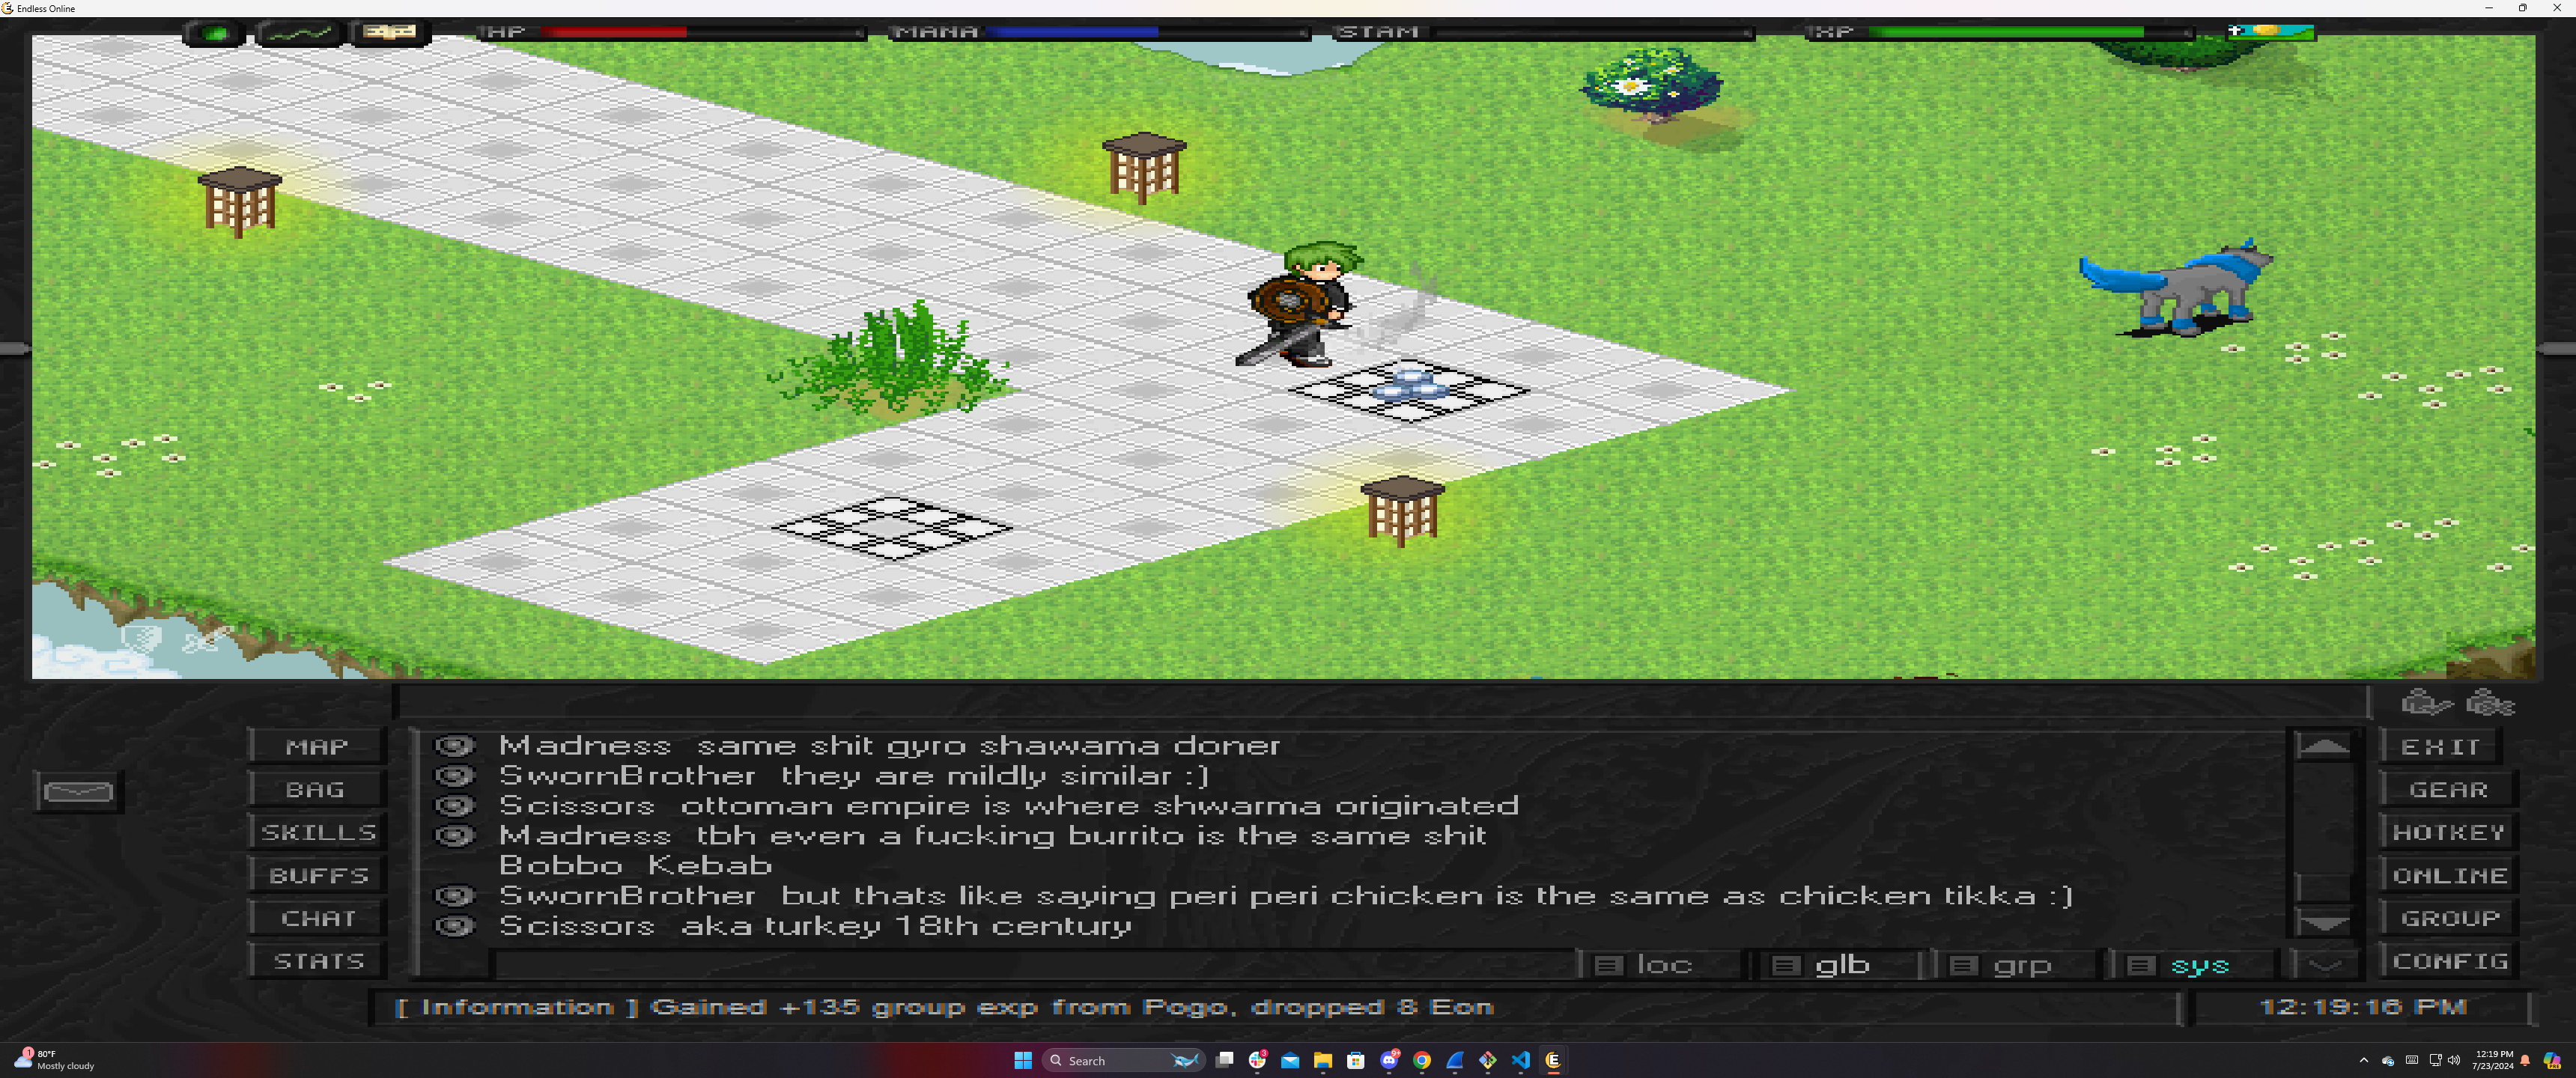 Endless Online
HP
MANA
STAM
XP
MAP
BAG
SKILLS
BUFFS
CHAT
STATS
Madness same shit gyro shawama doner
SwornBrother they are mildly similar :)
Scissors ottoman empire is where shwarma originated
Madness tbh even a fucking burrito is the same shit
Bobbo Kebab
SwornBrother but thats like saying peri peri chicken is the same as chicken tikka :)
Scissors aka turkey 18th century
EXIT
GEAR
HOTKEY
ONLINE
GROUP
CONFIG
loc glb grp sys
[ Information ] Gained +135 group exp from Pogo, dropped 8 Eon
12:19:16 PM
1
80°F
Mostly cloudy
Search
3
9+
12:19 PM
7/23/2024